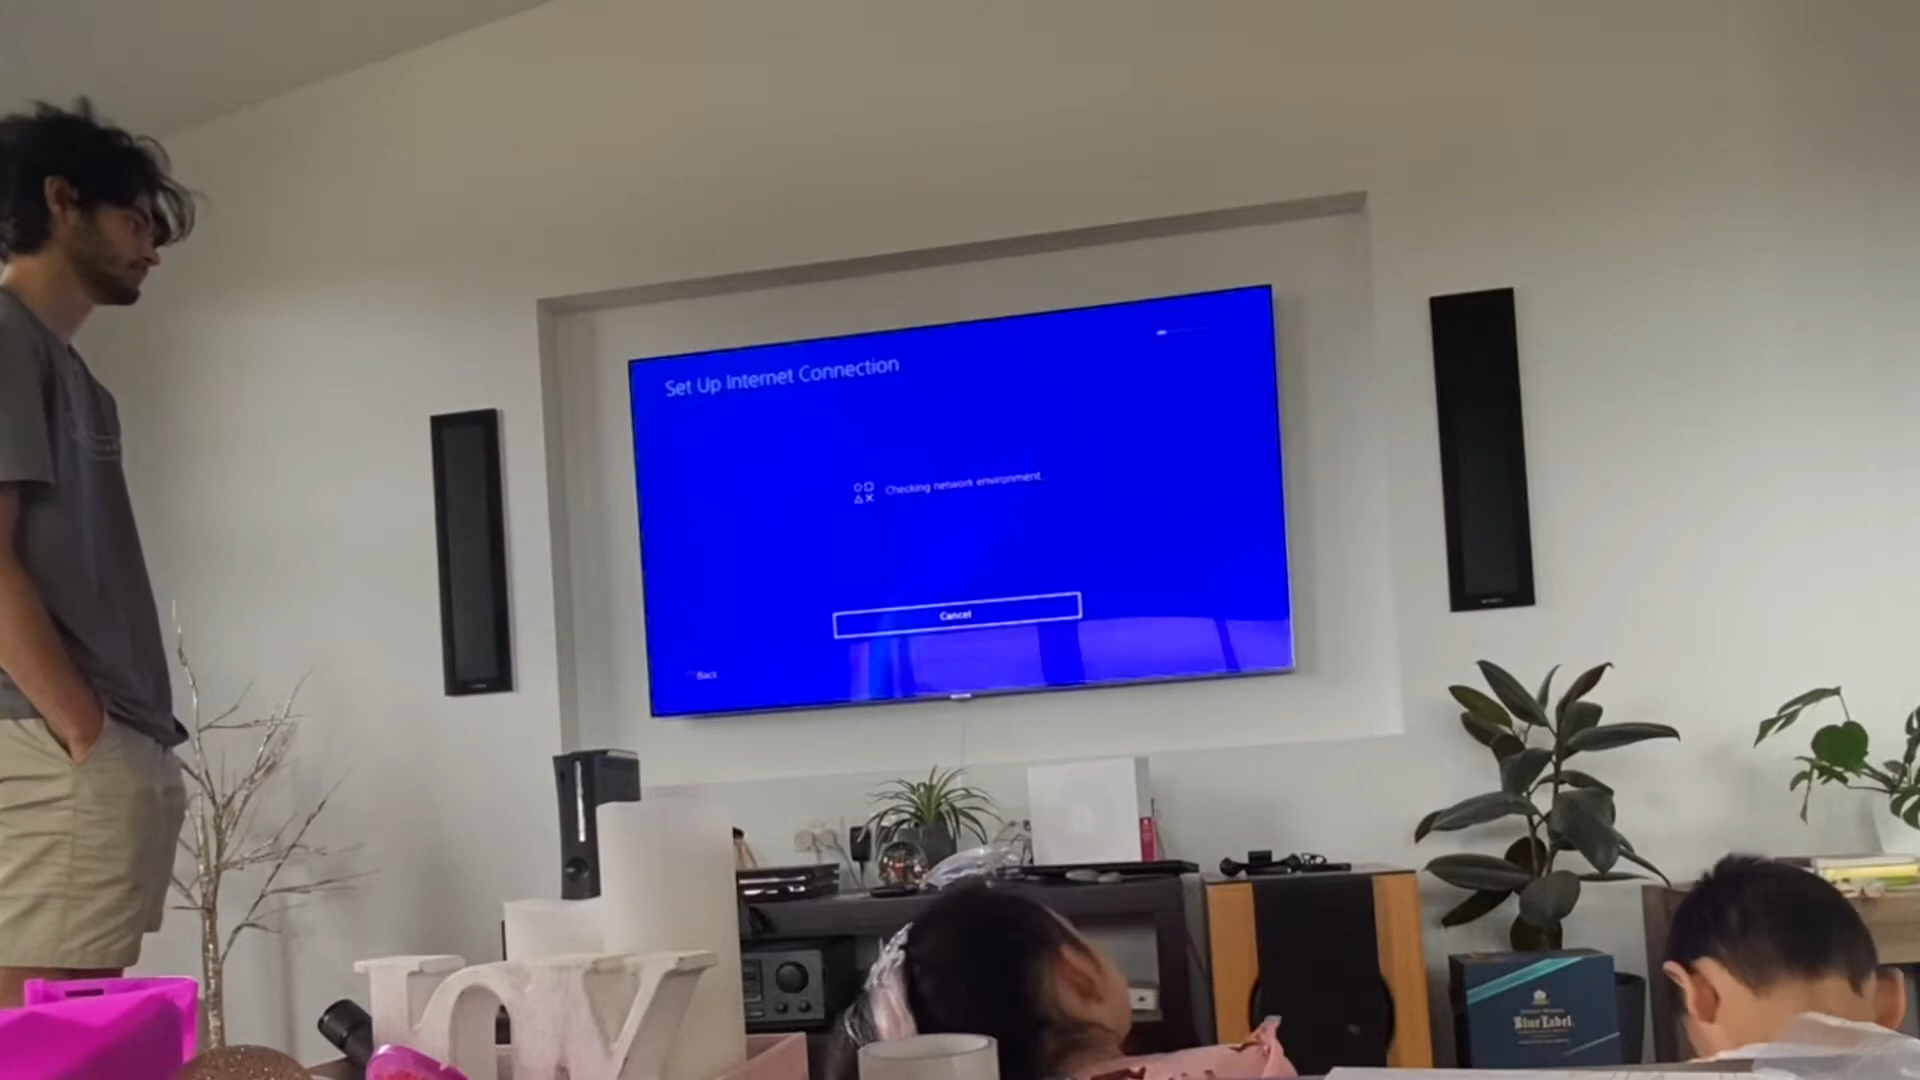 Set Up Internet Connection
Checking network environment...
Cancel
Back
Blue Label